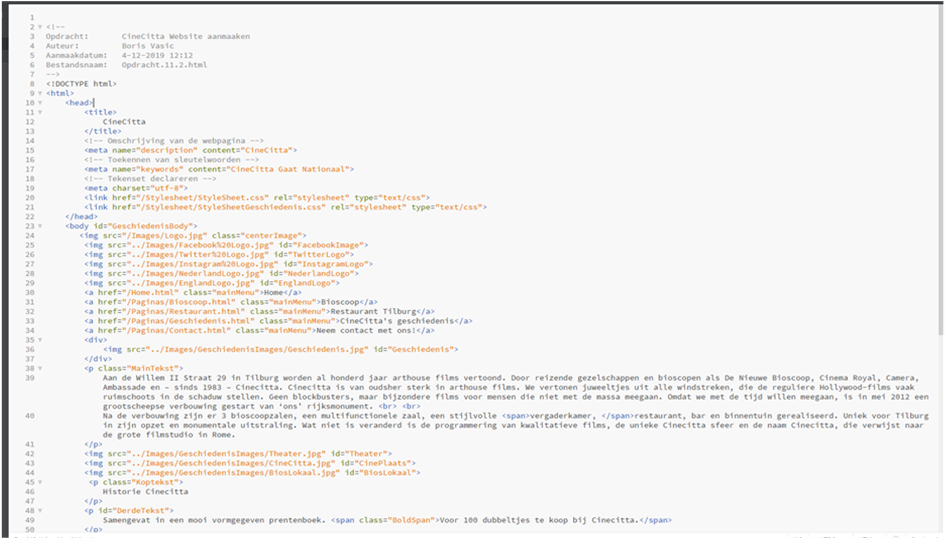 1
2 <!--
3 Opdracht: CineCitta Website aanmaaken
4 Auteur: Boris Vasic
5 Aanmaakdatum: 4-12-2019 12:12
6 Bestandsnaam: Opdracht.11.2.html
7 -->
8 <!DOCTYPE html>
9 <html>
10 <head>
11 <title>
12 CineCitta
13 </title>
14 <!-- Omschrijving van de webpagina -->
15 <meta name="description" content="CineCitta">
16 <!-- Toekennen van sleutelwoorden -->
17 <meta name="keywords" content="CineCitta Gaat Nationaal">
18 <!-- Tekenset declareren -->
19 <meta charset="utf-8">
20 <link href="/Stylesheet/StyleSheet.css" rel="stylesheet" type="text/css">
21 <link href="/Stylesheet/StyleSheetGeschiedenis.css" rel="stylesheet" type="text/css">
22 </head>
23 <body id="GeschiedenisBody">
24 <img src="/Images/Logo.jpg" class="centerImage">
25 <img src="../Images/Facebook%20Logo.jpg" id="FacebookImage">
26 <img src="../Images/Twitter%20Logo.jpg" id="TwitterLogo">
27 <img src="../Images/Instagram%20Logo.jpg" id="InstagramLogo">
28 <img src="../Images/NederlandLogo.jpg" id="NederlandLogo">
29 <img src="../Images/EnglandLogo.jpg" id="EnglandLogo">
30 <a href="/Home.html" class="mainMenu">Home</a>
31 <a href="/Paginas/Bioscoop.html" class="mainMenu">Bioscoop</a>
32 <a href="/Paginas/Restaurant.html" class="mainMenu">Restaurant Tilburg</a>
33 <a href="/Paginas/Geschiedenis.html" class="mainMenu">CineCitta's geschiedenis</a>
34 <a href="/Paginas/Contact.html" class="mainMenu">Neem contact met ons!</a>
35 <div>
36 <img src="../Images/GeschiedenisImages/Geschiedenis.jpg" id="Geschiedenis">
37 </div>
38 <p class="MainTekst">
39 Aan de Willem II Straat 29 in Tilburg worden al honderd jaar arthouse films vertoond. Door reizende gezelschappen en bioscopen als De Nieuwe Bioscoop, Cinema Royal, Camera,
Ambassade en – sinds 1983 – Cinecitta. Cinecitta is van oudsher sterk in arthouse films. We vertonen juweeltjes uit alle windstreken, die de reguliere Hollywood-films vaak
ruimschoots in de schaduw stellen. Geen blockbusters, maar bijzondere films voor mensen die niet met de massa meegaan. Omdat we met de tijd willen meegaan, is in mei 2012 een
grootscheepse verbouwing gestart van 'ons' rijksmonument. <br> <br>
40 Na de verbouwing zijn er 3 bioscoopzalen, een multifunctionele zaal, een stijlvolle <span>vergaderkamer, </span>restaurant, bar en binnentuin gerealiseerd. Uniek voor Tilburg
in zijn opzet en monumentale uitstraling. Wat niet is veranderd is de programmering van kwalitatieve films, de unieke Cinecitta sfeer en de naam Cinecitta, die verwijst naar
de grote filmstudio in Rome.
41 </p>
42 <img src="../Images/GeschiedenisImages/Theater.jpg" id="Theater">
43 <img src="../Images/GeschiedenisImages/CineCitta.jpg" id="CinePlaats">
44 <img src="../Images/GeschiedenisImages/BiosLokaal.jpg" id="BiosLokaal">
45 <p class="Koptekst">
46 Historie Cinecitta
47 </p>
48 <p id="DerdeTekst">
49 Samengevat in een mooi vormgegeven prentenboek. <span class="BoldSpan">Voor 100 dubbeltjes te koop bij Cinecitta.</span>
50 </p>